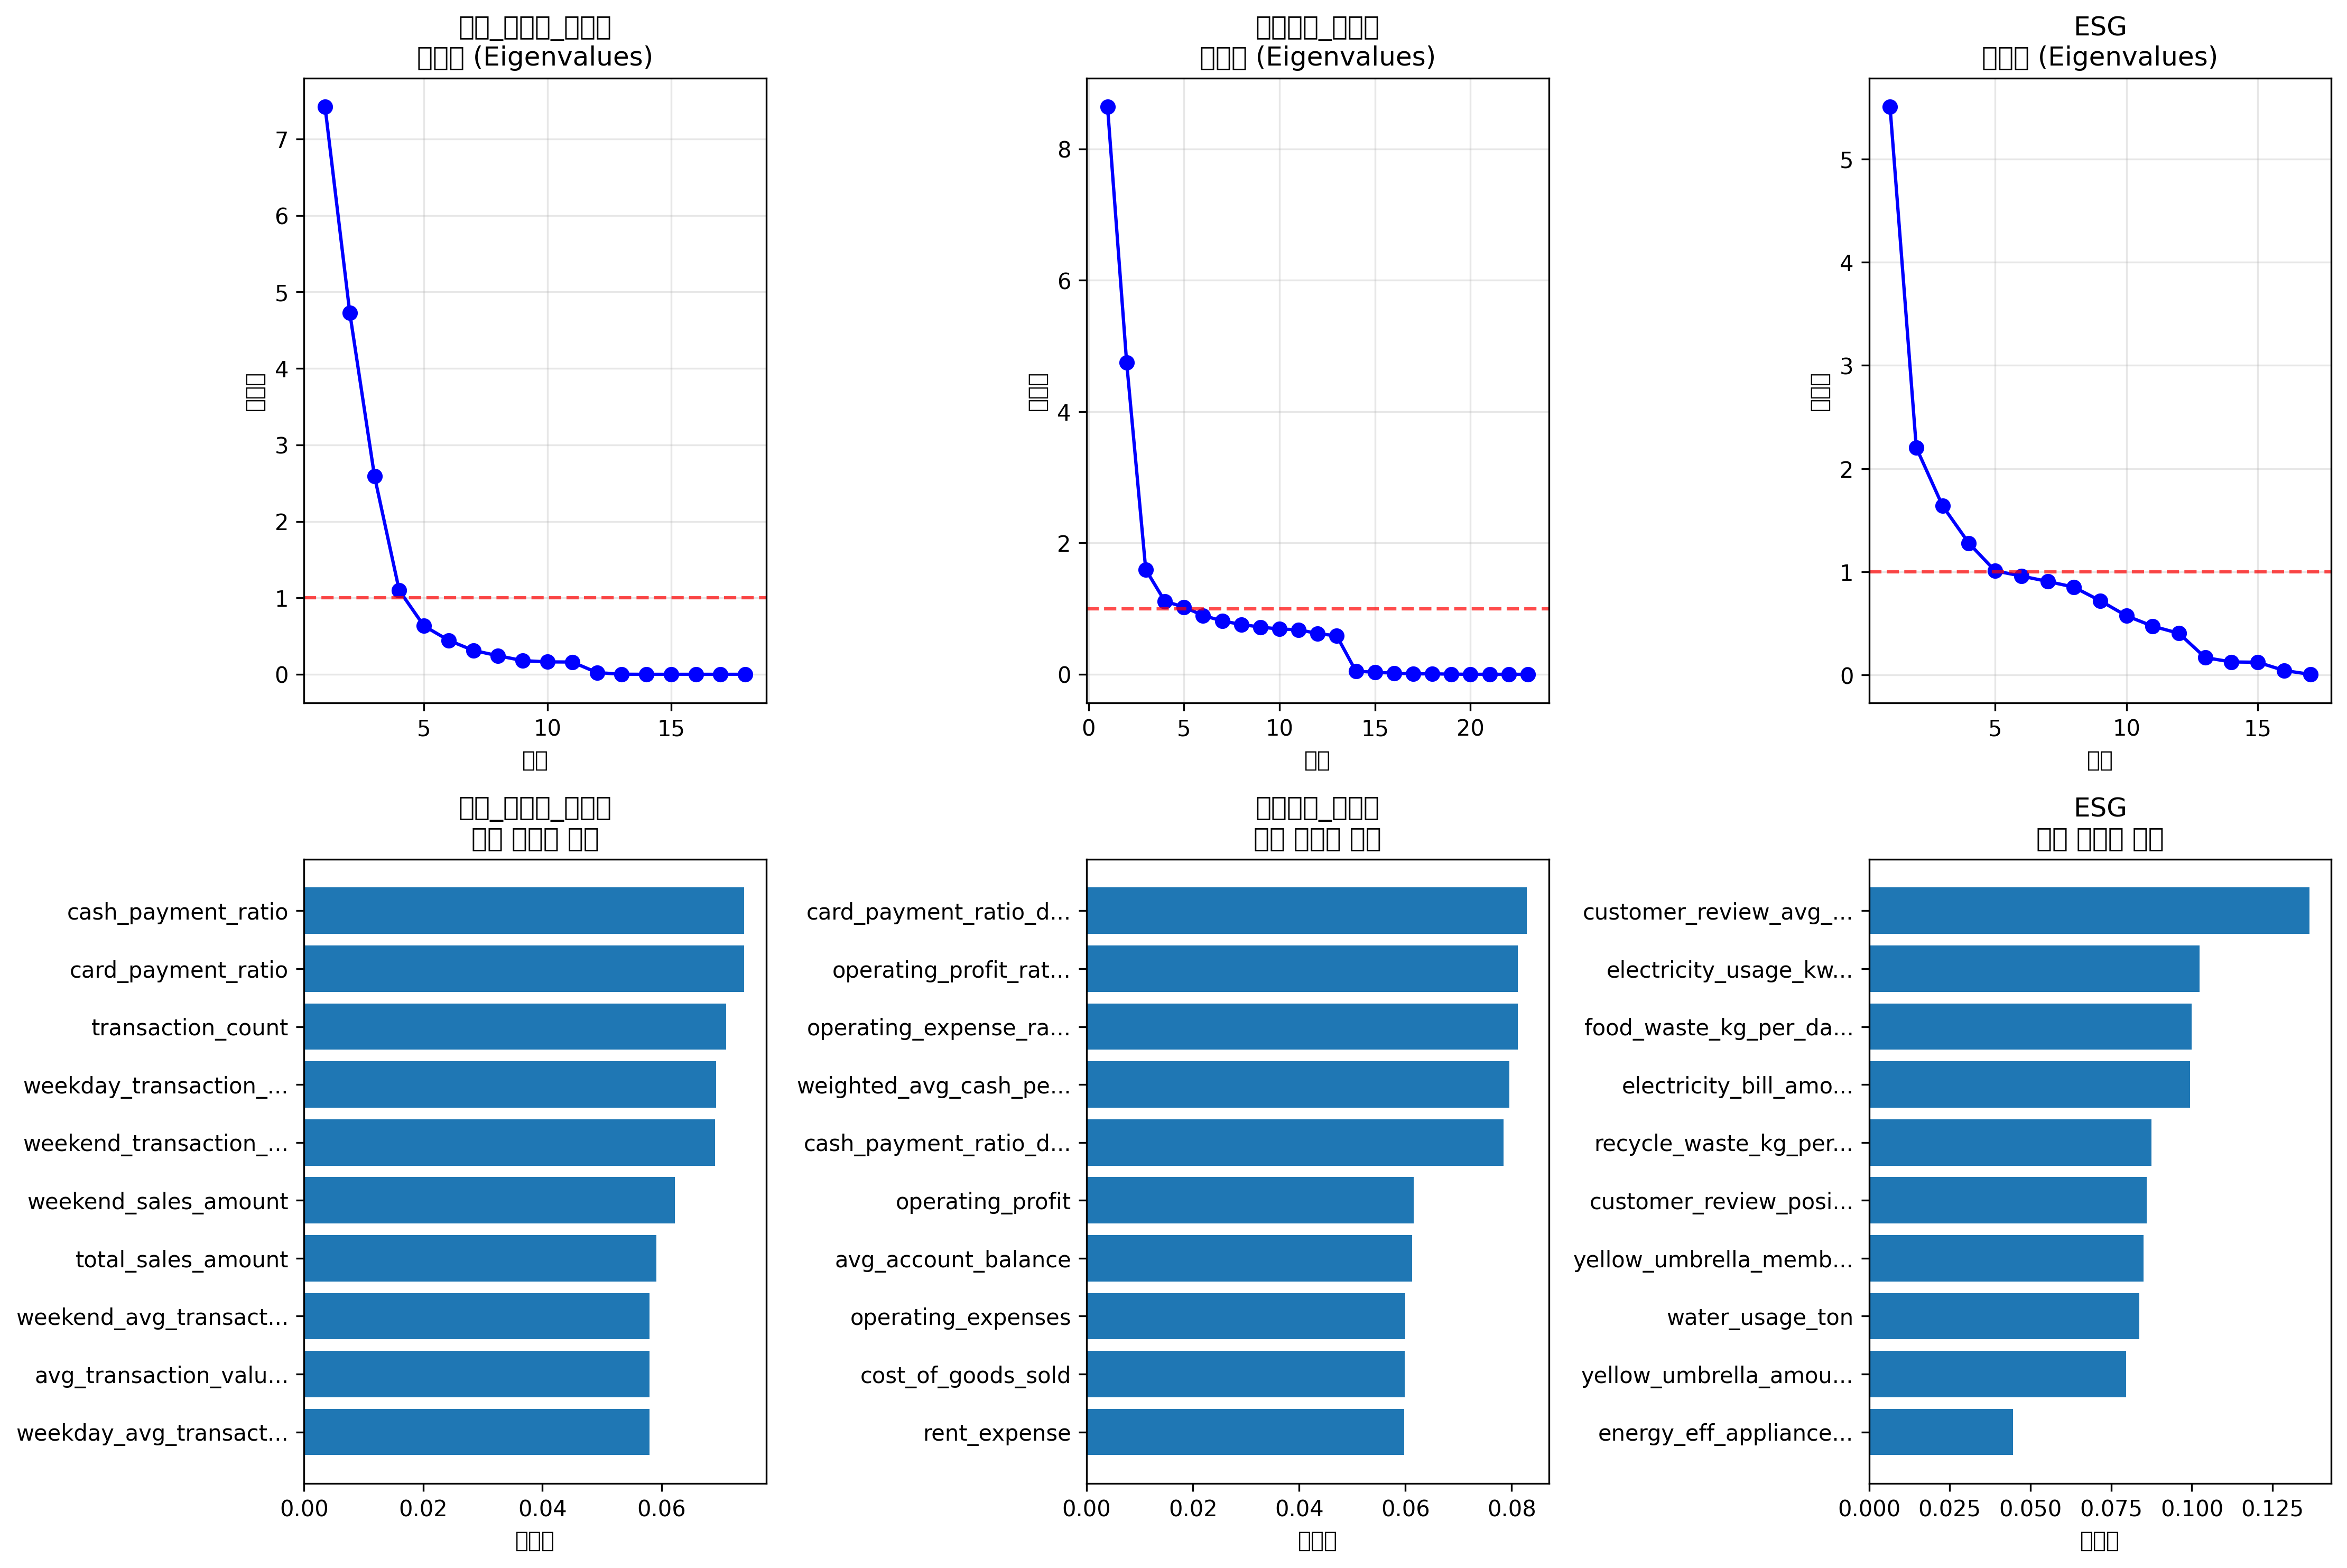 (Eigenvalues)
7
6
5
4
3
2
1
0
5 10 15
(Eigenvalues)
8
6
4
2
0
0 5 10 15 20
ESG
(Eigenvalues)
5
4
3
2
1
0
5 10 15
cash_payment_ratio
card_payment_ratio
transaction_count
weekday_transaction_...
weekend_transaction_...
weekend_sales_amount
total_sales_amount
weekend_avg_transact...
avg_transaction_valu...
weekday_avg_transact...
0.00 0.02 0.04 0.06
card_payment_ratio_d...
operating_profit_rat...
operating_expense_ra...
weighted_avg_cash_pe...
cash_payment_ratio_d...
operating_profit
avg_account_balance
operating_expenses
cost_of_goods_sold
rent_expense
0.00 0.02 0.04 0.06 0.08
ESG
customer_review_avg_...
electricity_usage_kw...
food_waste_kg_per_da...
electricity_bill_amo...
recycle_waste_kg_per...
customer_review_posi...
yellow_umbrella_memb...
water_usage_ton
yellow_umbrella_amou...
energy_eff_appliance...
0.000 0.025 0.050 0.075 0.100 0.125